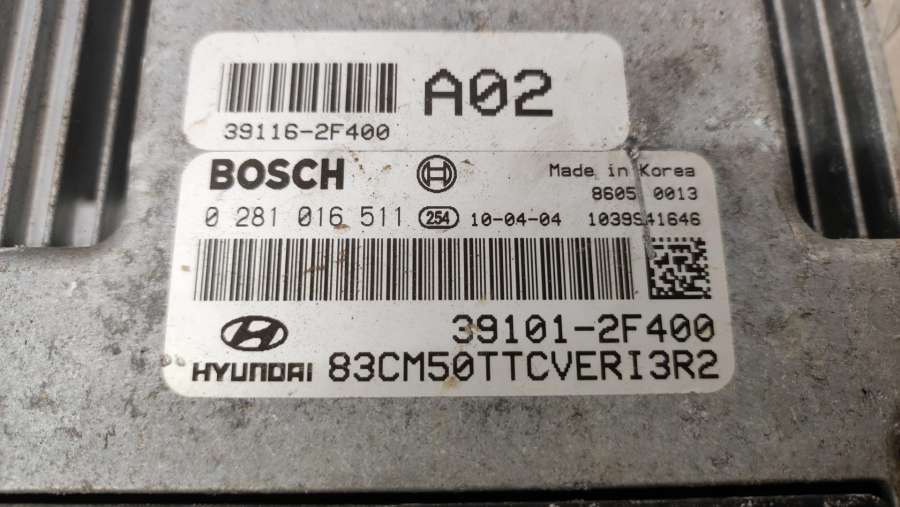 A02
39116-2F400
BOSCH
Made in Korea
8605 0013
0 281 016 511 254 10-04-04 1039S41646
39101-2F400
HYUNDAI 83CM50TTCVERI3R2